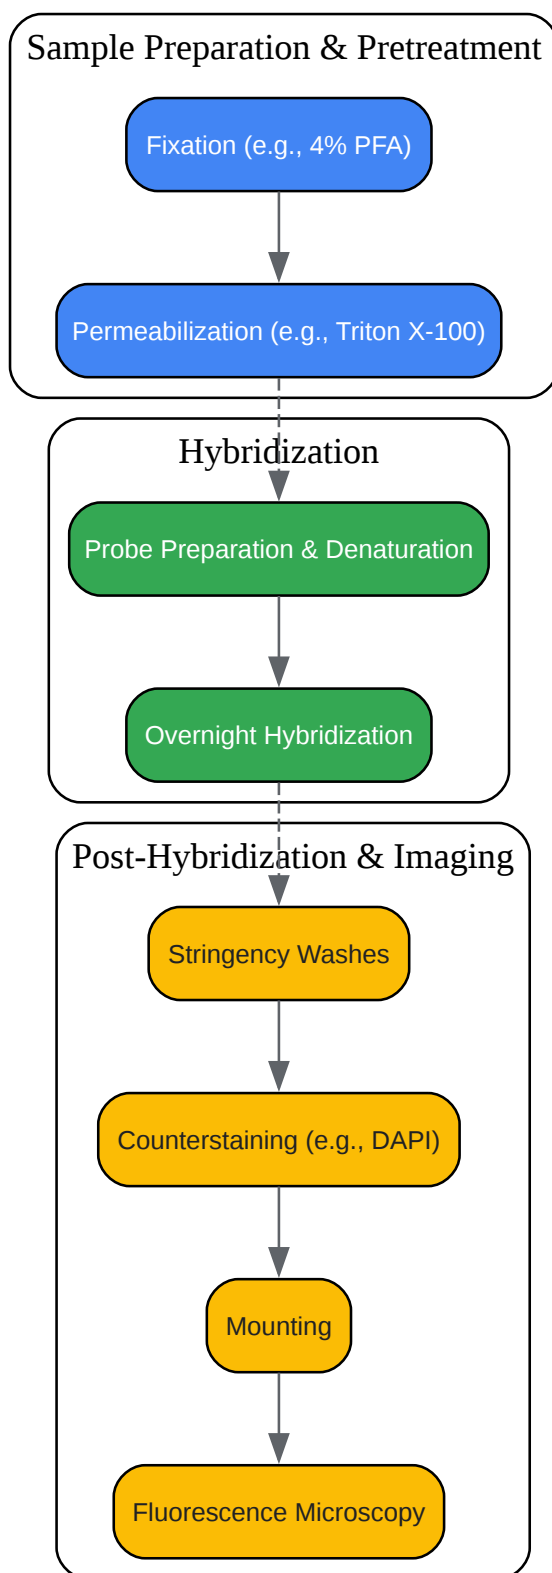 Sample Preparation & Pretreatment
Fixation (e.g., 4% PFA)
Permeabilization (e.g., Triton X-100)
Hybridization
Probe Preparation & Denaturation
Overnight Hybridization
Post-Hybridization & Imaging
Stringency Washes
Counterstaining (e.g., DAPI)
Mounting
Fluorescence Microscopy